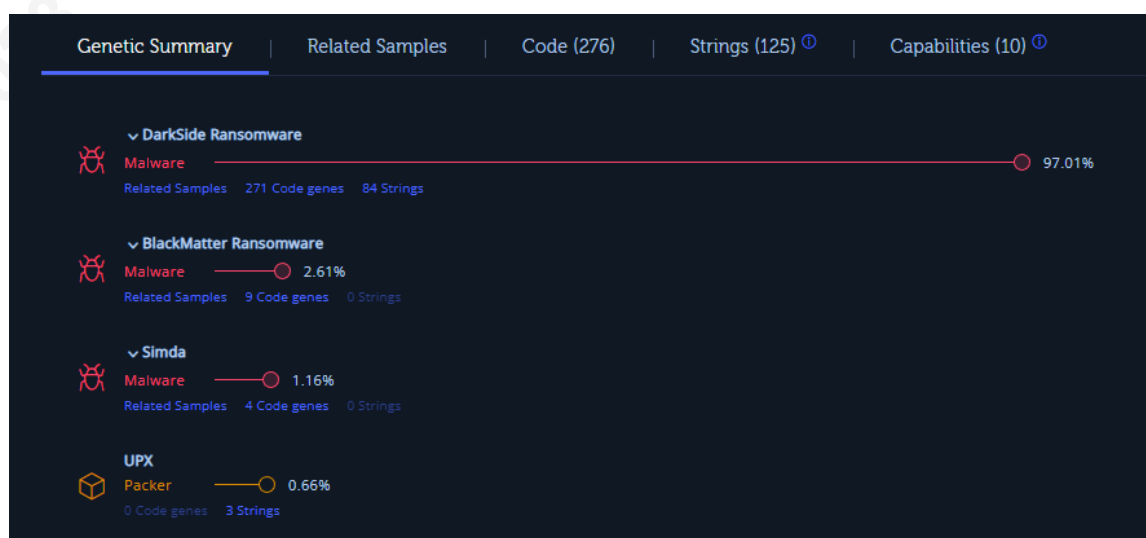 Genetic Summary | Related Samples | Code (276) | Strings (125) ⓘ | Capabilities (10) ⓘ
DarkSide Ransomware
Malware 97.01%
Related Samples 271 Code genes 84 Strings
BlackMatter Ransomware
Malware 2.61%
Related Samples 9 Code genes 0 Strings
Simda
Malware 1.16%
Related Samples 4 Code genes 0 Strings
UPX
Packer 0.66%
0 Code genes 3 Strings